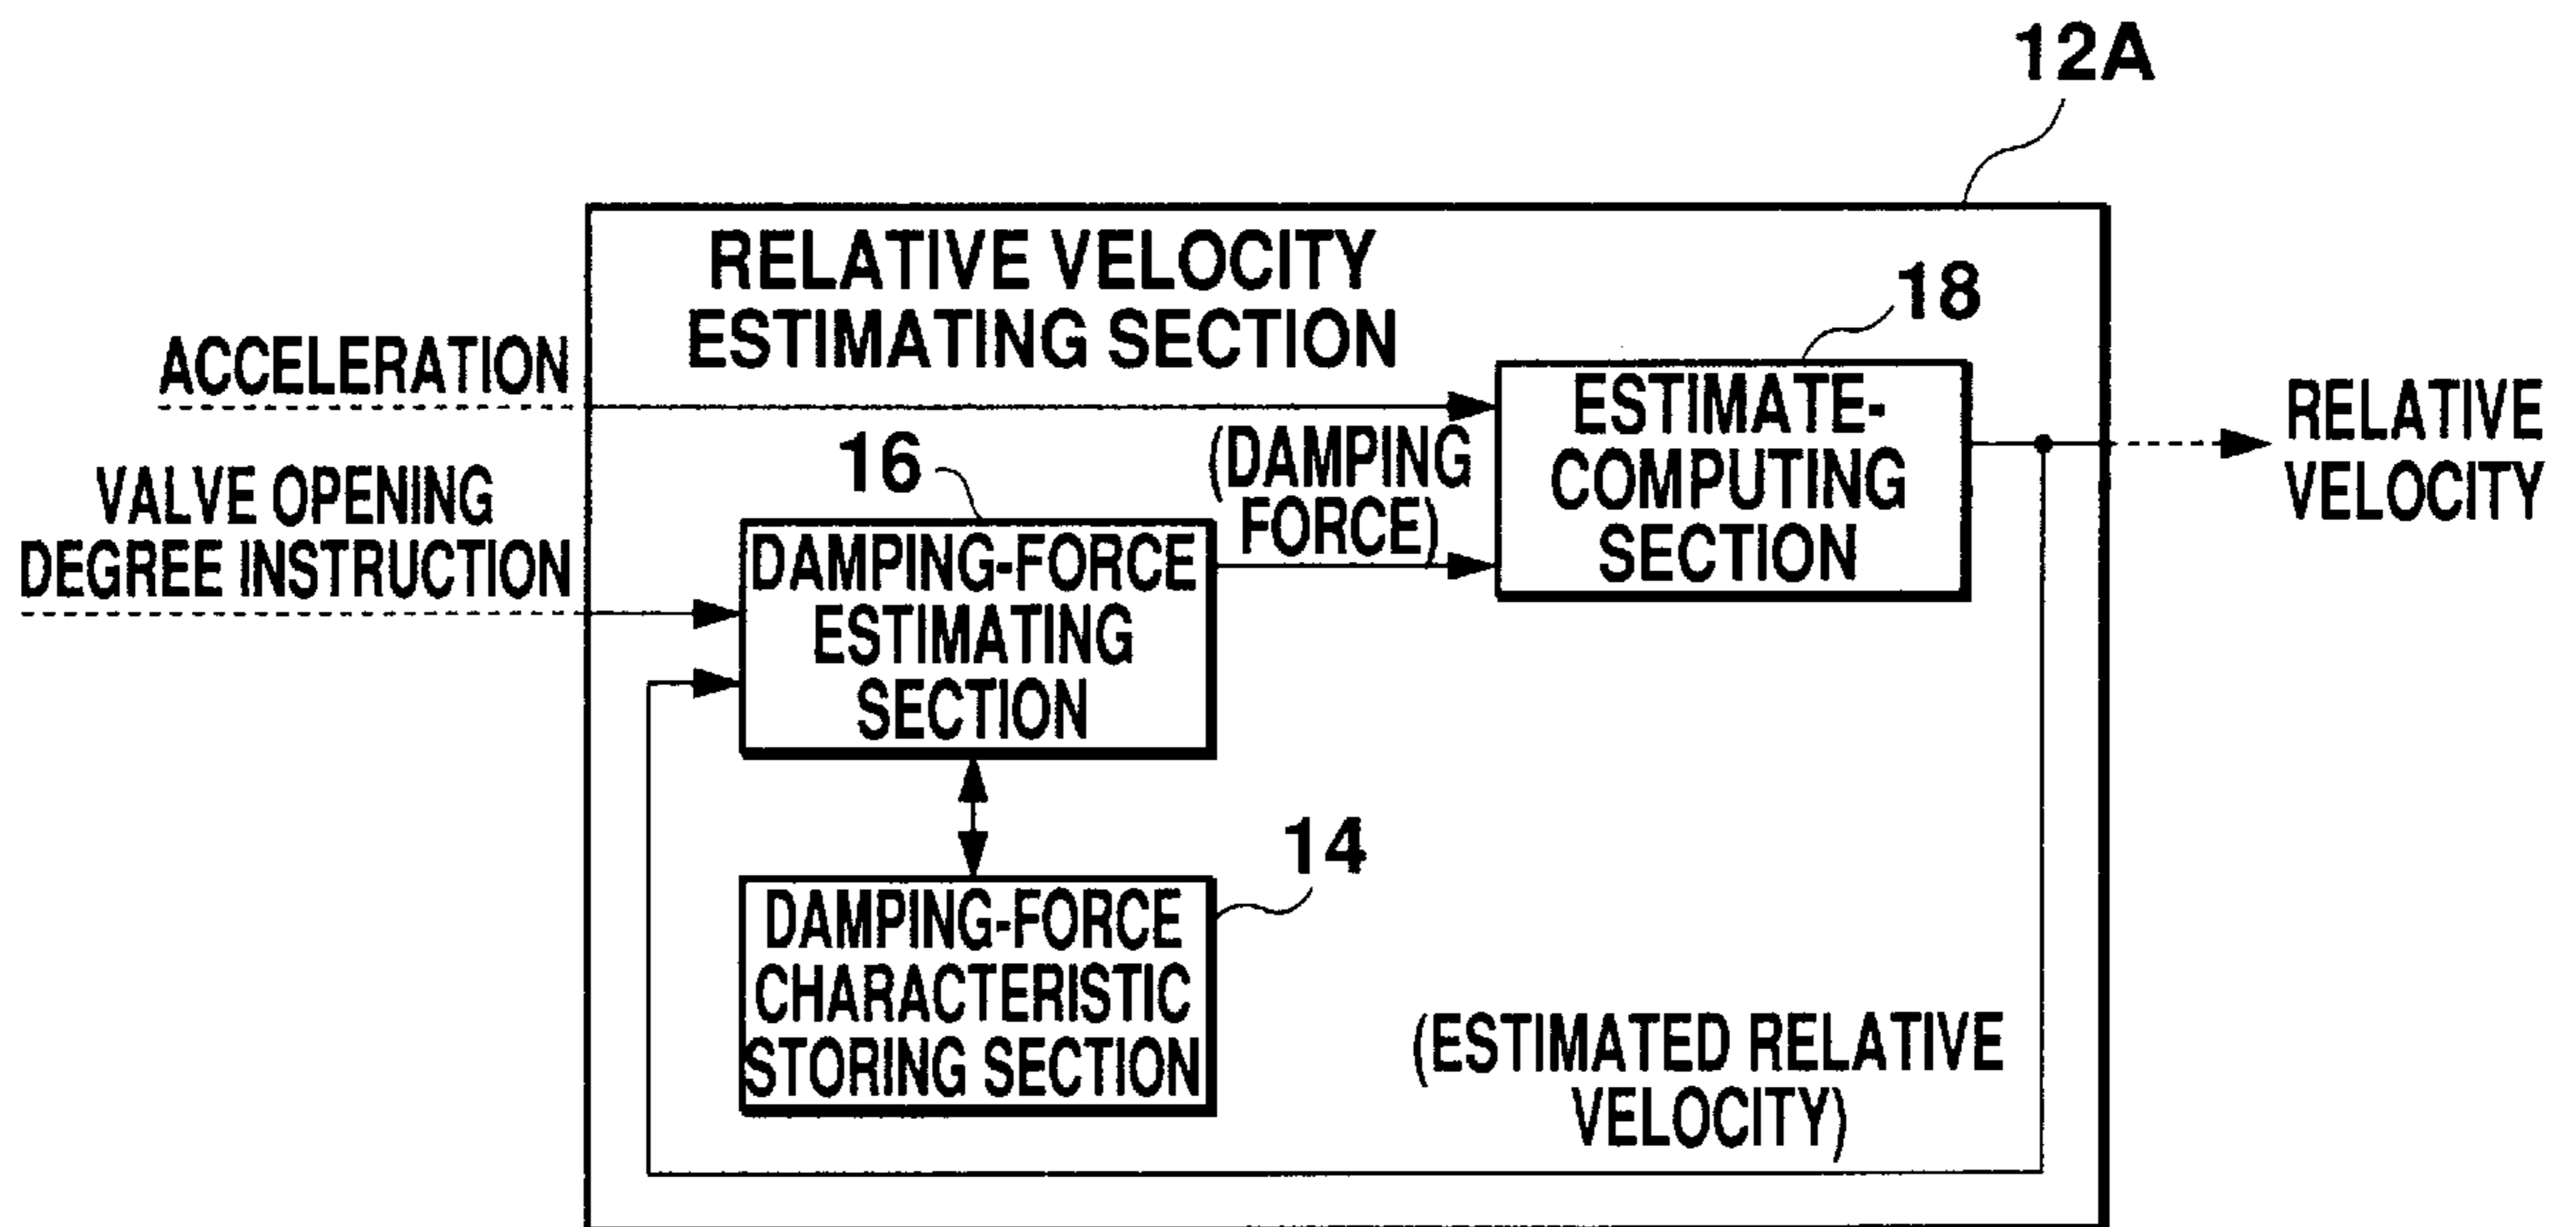 12A
RELATIVE VELOCITY
ESTIMATING SECTION
18
ACCELERATION
ESTIMATE-
COMPUTING
SECTION
RELATIVE
VELOCITY
16
(DAMPING
FORCE)
VALVE OPENING
DEGREE INSTRUCTION
DAMPING-FORCE
ESTIMATING
SECTION
14
DAMPING-FORCE
CHARACTERISTIC
STORING SECTION
(ESTIMATED RELATIVE
VELOCITY)